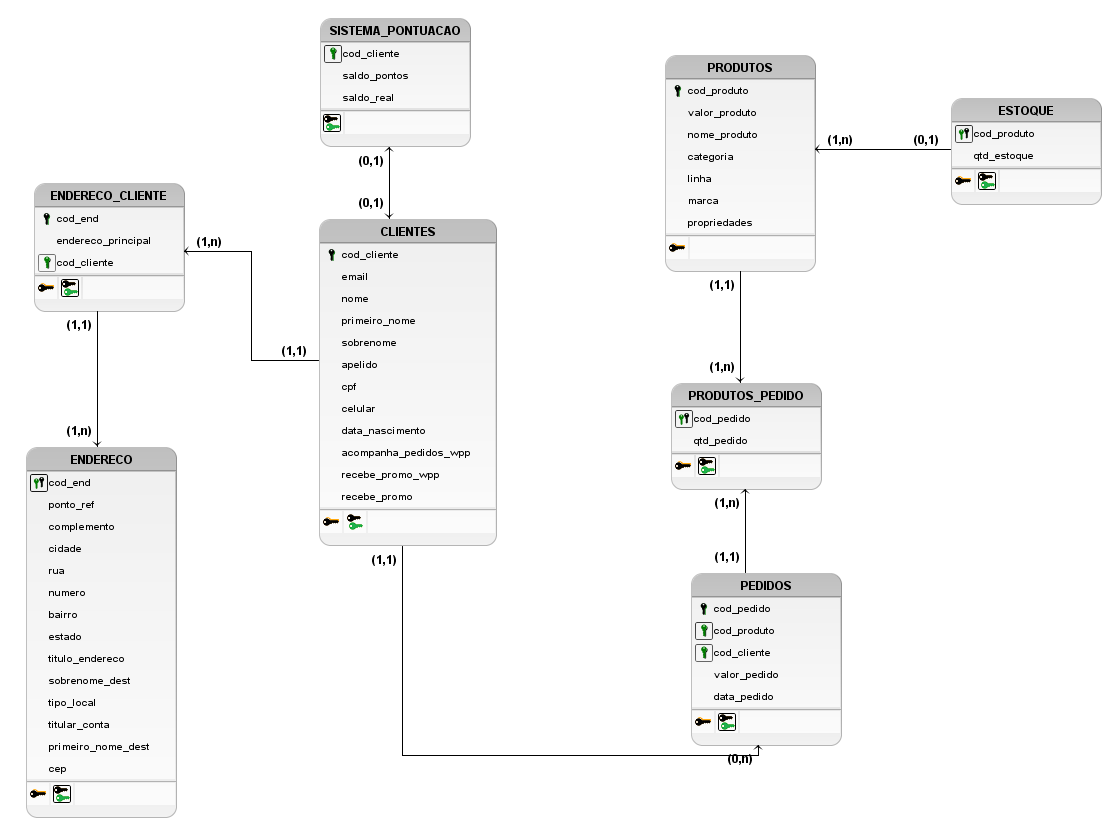 SISTEMA_PONTUACAO
cod_cliente
saldo_pontos
saldo_real
(0,1)
(0,1)
PRODUTOS
cod_produto
valor_produto
nome_produto
categoria
linha
marca
propriedades
(1,n)
(0,1)
ESTOQUE
cod_produto
qtd_estoque
ENDERECO_CLIENTE
cod_end
endereco_principal
cod_cliente
(1,n)
(1,1)
(1,1)
(1,n)
CLIENTES
cod_cliente
email
nome
primeiro_nome
sobrenome
apelido
cpf
celular
data_nascimento
acompanha_pedidos_wpp
recebe_promo_wpp
recebe_promo
(1,1)
(0,n)
(1,1)
(1,n)
PRODUTOS_PEDIDO
cod_pedido
qtd_pedido
(1,n)
(1,1)
ENDERECO
cod_end
ponto_ref
complemento
cidade
rua
numero
bairro
estado
titulo_endereco
sobrenome_dest
tipo_local
titular_conta
primeiro_nome_dest
cep
PEDIDOS
cod_pedido
cod_produto
cod_cliente
valor_pedido
data_pedido